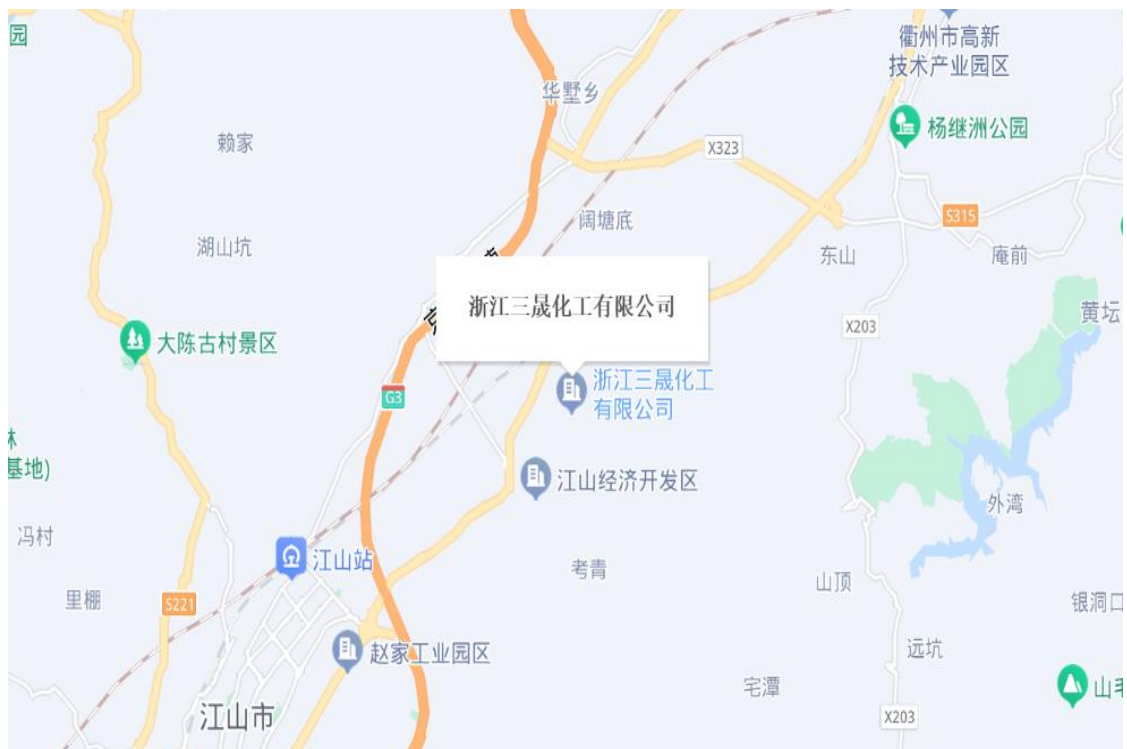 园
衢州市高新
技术产业园区
华墅乡
杨继洲公园
赖家
X323
阔塘底
S315
湖山坑
东山
庵前
京
浙江三晟化工有限公司
黄坛
X203
大陈古村景区
浙江三晟化工
有限公司
G3
林
基地)
江山经济开发区
外湾
冯村
江山站
考青
山顶
里棚
S221
银洞口
赵家工业园区
远坑
宅潭
山毛
江山市
X203